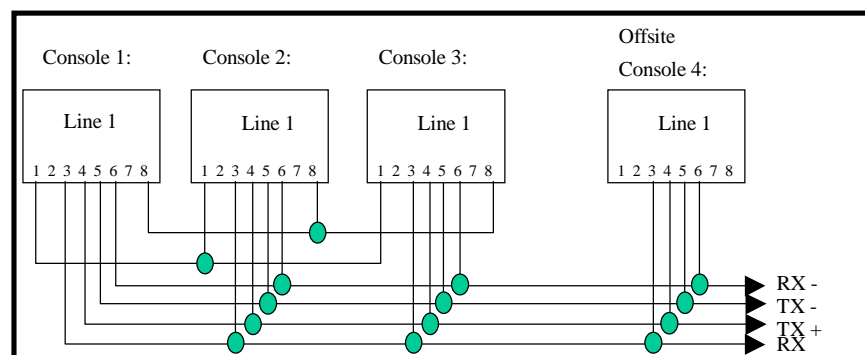 Offsite
Console 1:
Console 2:
Console 3:
Console 4:
Line 1
Line 1
Line 1
Line 1
1 2 3 4 5 6 7 8
1 2 3 4 5 6 7 8
1 2 3 4 5 6 7 8
1 2 3 4 5 6 7 8
RX -
TX -
TX +
RX